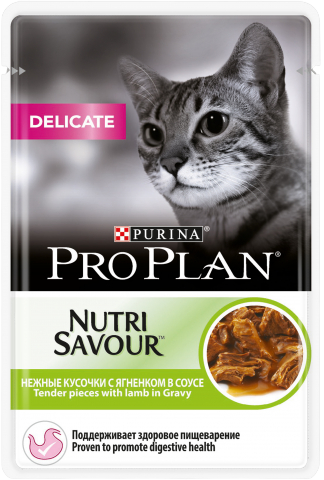 DELICATE
PURINA®
PRO PLAN®
NUTRI
SAVOUR™
НЕЖНЫЕ КУСОЧКИ С ЯГНЕНКОМ В СОУСЕ
Tender pieces with lamb in Gravy
Поддерживает здоровое пищеварение
Proven to promote digestive health